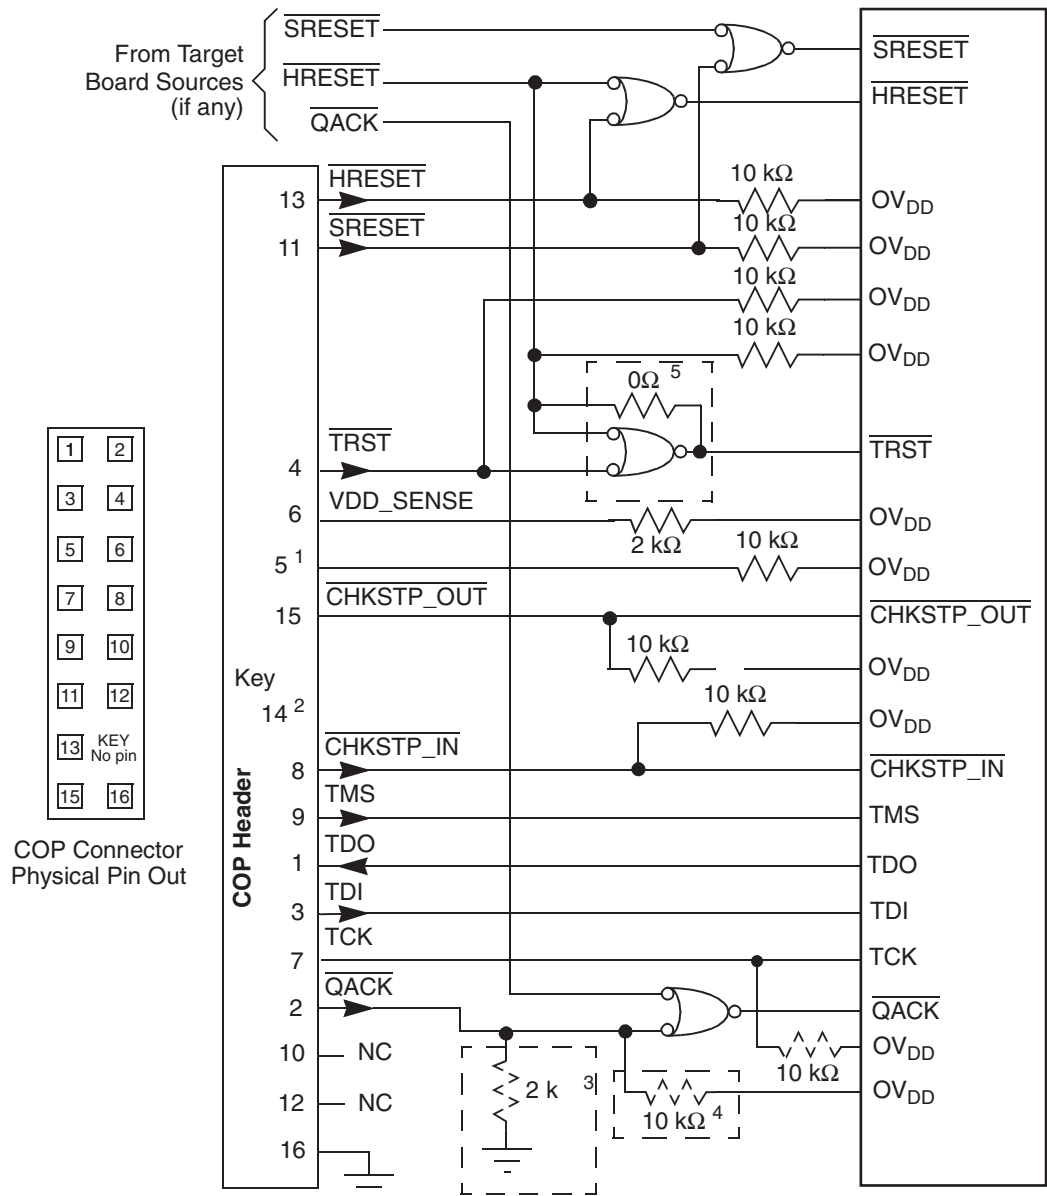 From Target
Board Sources
(if any)
SRESET
HRESET
QACK
SRESET
HRESET
13 HRESET 10 kΩ OVDD
11 SRESET 10 kΩ OVDD
10 kΩ OVDD
10 kΩ OVDD
0Ω 5
4 TRST TRST
6 VDD_SENSE 2 kΩ OVDD
5 1 10 kΩ OVDD
15 CHKSTP_OUT CHKSTP_OUT
10 kΩ OVDD
Key
14 2
10 kΩ OVDD
8 CHKSTP_IN CHKSTP_IN
9 TMS TMS
1 TDO TDO
3 TDI TDI
7 TCK TCK
2 QACK QACK
10 kΩ OVDD
10 NC
2 k 3
10 kΩ 4 OVDD
12 NC
16
COP Header
1 2
3 4
5 6
7 8
9 10
11 12
13 KEY
No pin
15 16
COP Connector
Physical Pin Out